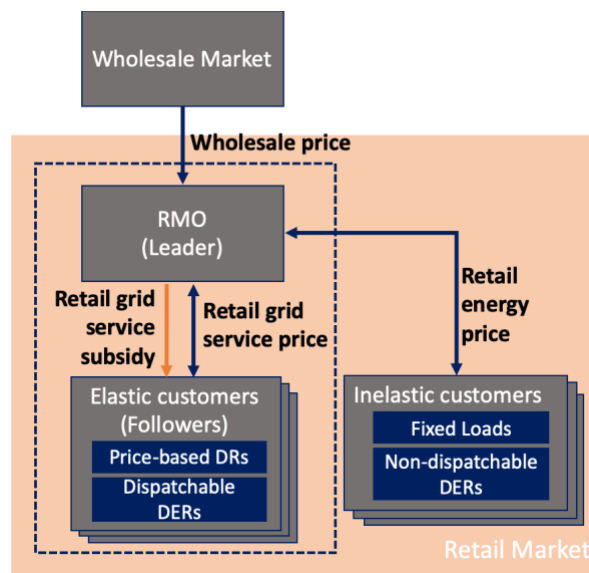 Wholesale Market
Wholesale price
RMO
(Leader)
Retail grid
service
subsidy
Retail grid
service price
Retail
energy
price
Elastic customers
(Followers)
Price-based DRs
Dispatchable
DERs
Inelastic customers
Fixed Loads
Non-dispatchable
DERs
Retail Market